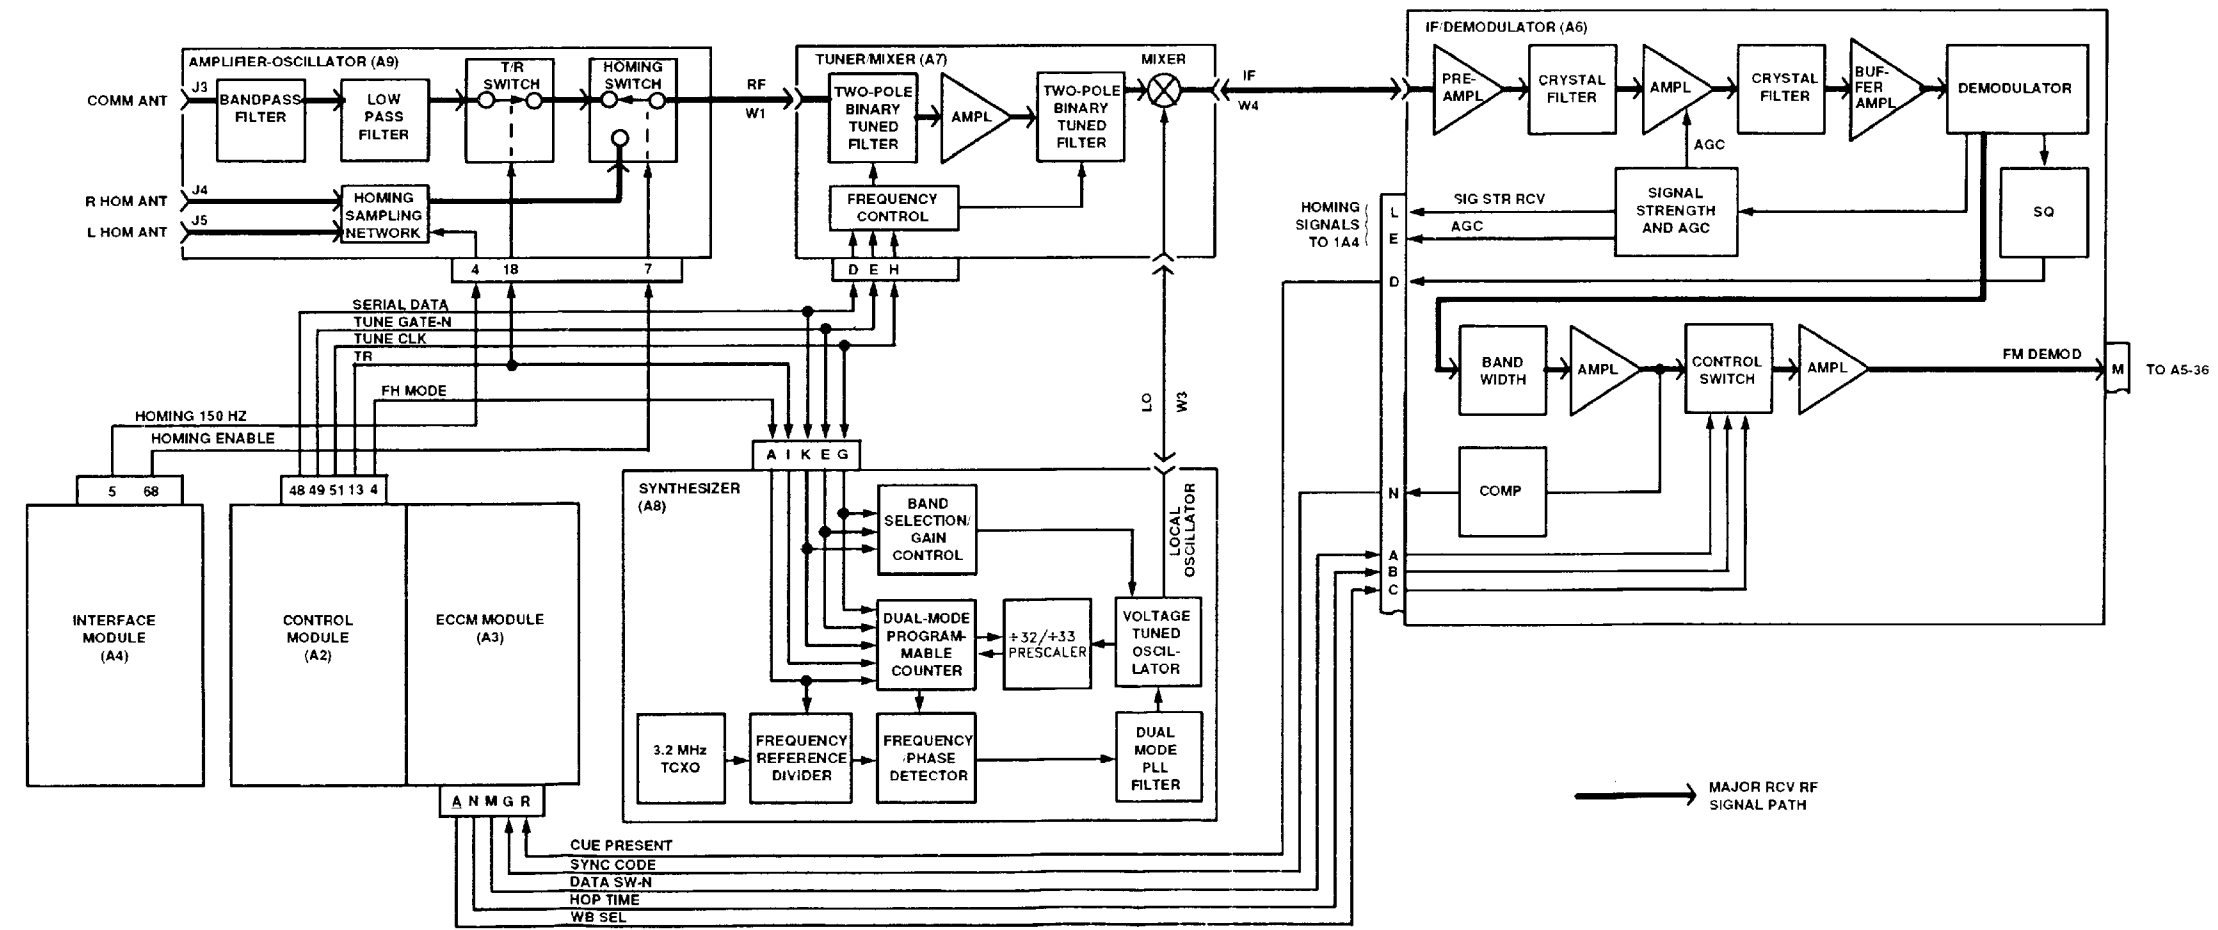 AMPLIFIER-OSCILLATOR (A9)
COMM ANT
J3
BANDPASS
FILTER
LOW
PASS
FILTER
T/R
SWITCH
HOMING
SWITCH
R HOM ANT
J4
L HOM ANT
J5
HOMING
SAMPLING
NETWORK
4 18 7
RF
W1
TUNER/MIXER (A7)
TWO-POLE
BINARY
TUNED
FILTER
AMPL
TWO-POLE
BINARY
TUNED
FILTER
MIXER
FREQUENCY
CONTROL
D E H
IF
W4
IF/DEMODULATOR (A6)
PRE-
AMPL
CRYSTAL
FILTER
AMPL
CRYSTAL
FILTER
BUF-
FER
AMPL
DEMODULATOR
AGC
SIGNAL
STRENGTH
AND AGC
SQ
HOMING
SIGNALS
TO 1A4
L
SIG STR RCV
E
AGC
D
BAND
WIDTH
AMPL
CONTROL
SWITCH
AMPL
FM DEMOD
M
TO A5-36
COMP
N
A
B
C
SERIAL DATA
TUNE GATE-N
TUNE CLK
TR
FH MODE
HOMING 150 HZ
HOMING ENABLE
5 68
48 49 51 13 4
INTERFACE
MODULE
(A4)
CONTROL
MODULE
(A2)
ECCM MODULE
(A3)
A N M G R
LO
W3
A I K E G
SYNTHESIZER
(A8)
BAND
SELECTION/
GAIN
CONTROL
LOCAL
OSCILLATOR
DUAL-MODE
PROGRAM-
MABLE
COUNTER
÷32/÷33
PRESCALER
VOLTAGE
TUNED
OSCIL-
LATOR
3.2 MHz
TCXO
FREQUENCY
REFERENCE
DIVIDER
FREQUENCY
/PHASE
DETECTOR
DUAL
MODE
PLL
FILTER
CUE PRESENT
SYNC CODE
DATA SW-N
HOP TIME
WB SEL
MAJOR RCV RF
SIGNAL PATH